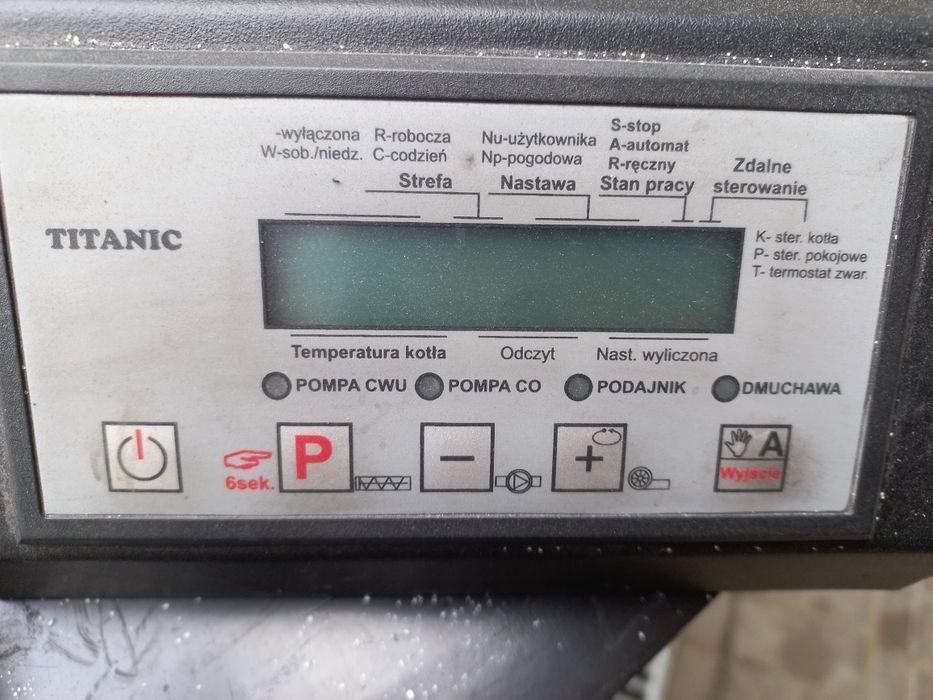 -wyłączona R-robocza
W-sob./niedz. C-codzień
Strefa
Nu-użytkownika
Np-pogodowa
Nastawa
S-stop
A-automat
R-ręczny
Stan pracy
Zdalne
sterowanie
TITANIC
K- ster. kotła
P- ster. pokojowe
T- termostat zwar.
Temperatura kotła
Odczyt
Nast. wyliczona
POMPA CWU
POMPA CO
PODAJNIK
DMUCHAWA
6sek.
P
−
+
A
Wyjście